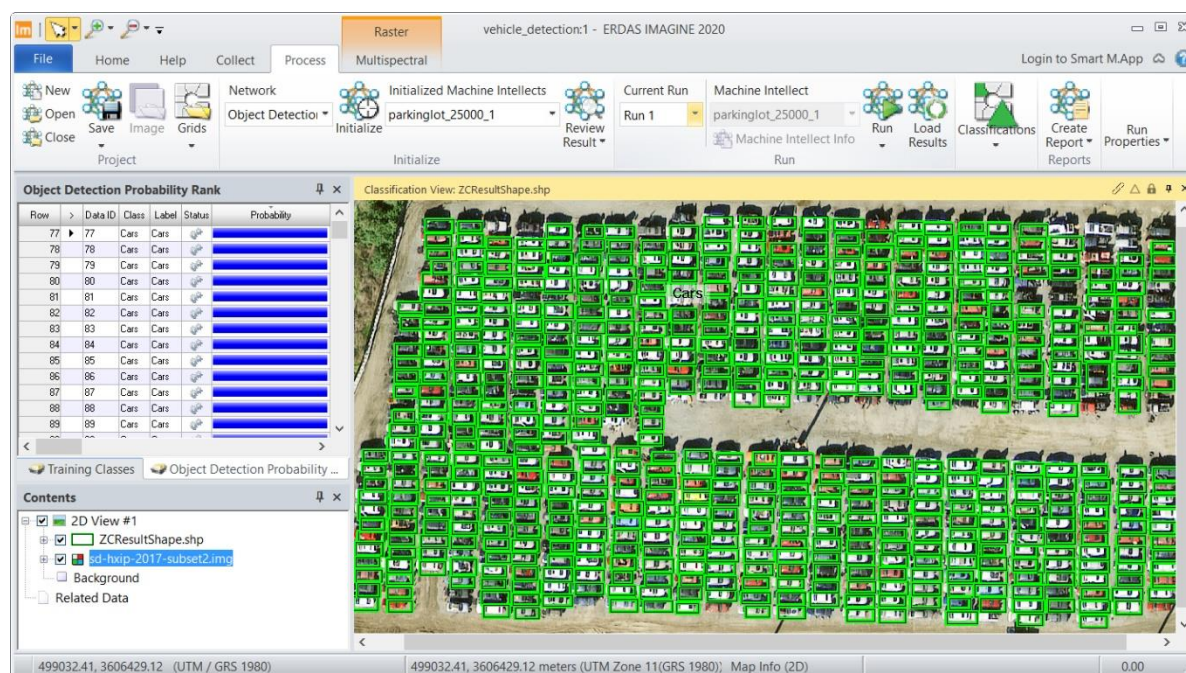 vehicle_detection:1 - ERDAS IMAGINE 2020
Raster
File Home Help Collect Process Multispectral
Login to Smart M.App
New
Open
Close
Save
Image
Grids
Project
Network
Object Detectio
Initialize
Initialized Machine Intellects
parkinglot_25000_1
Review
Result
Initialize
Current Run
Run 1
Machine Intellect
parkinglot_25000_1
Machine Intellect Info
Run
Load
Results
Run
Classifications
Create
Report
Reports
Run
Properties
Object Detection Probability Rank
Row > Data ID Class Label Status Probability
77 77 Cars Cars
78 78 Cars Cars
79 79 Cars Cars
80 80 Cars Cars
81 81 Cars Cars
82 82 Cars Cars
83 83 Cars Cars
84 84 Cars Cars
85 85 Cars Cars
86 86 Cars Cars
87 87 Cars Cars
88 88 Cars Cars
89 89 Cars Cars
Training Classes Object Detection Probability ...
Contents
2D View #1
ZCResultShape.shp
sd-hxip-2017-subset2.img
Background
Related Data
Classification View: ZCResultShape.shp
Cars
499032.41, 3606429.12 (UTM / GRS 1980)
499032.41, 3606429.12 meters (UTM Zone 11(GRS 1980)) Map Info (2D)
0.00